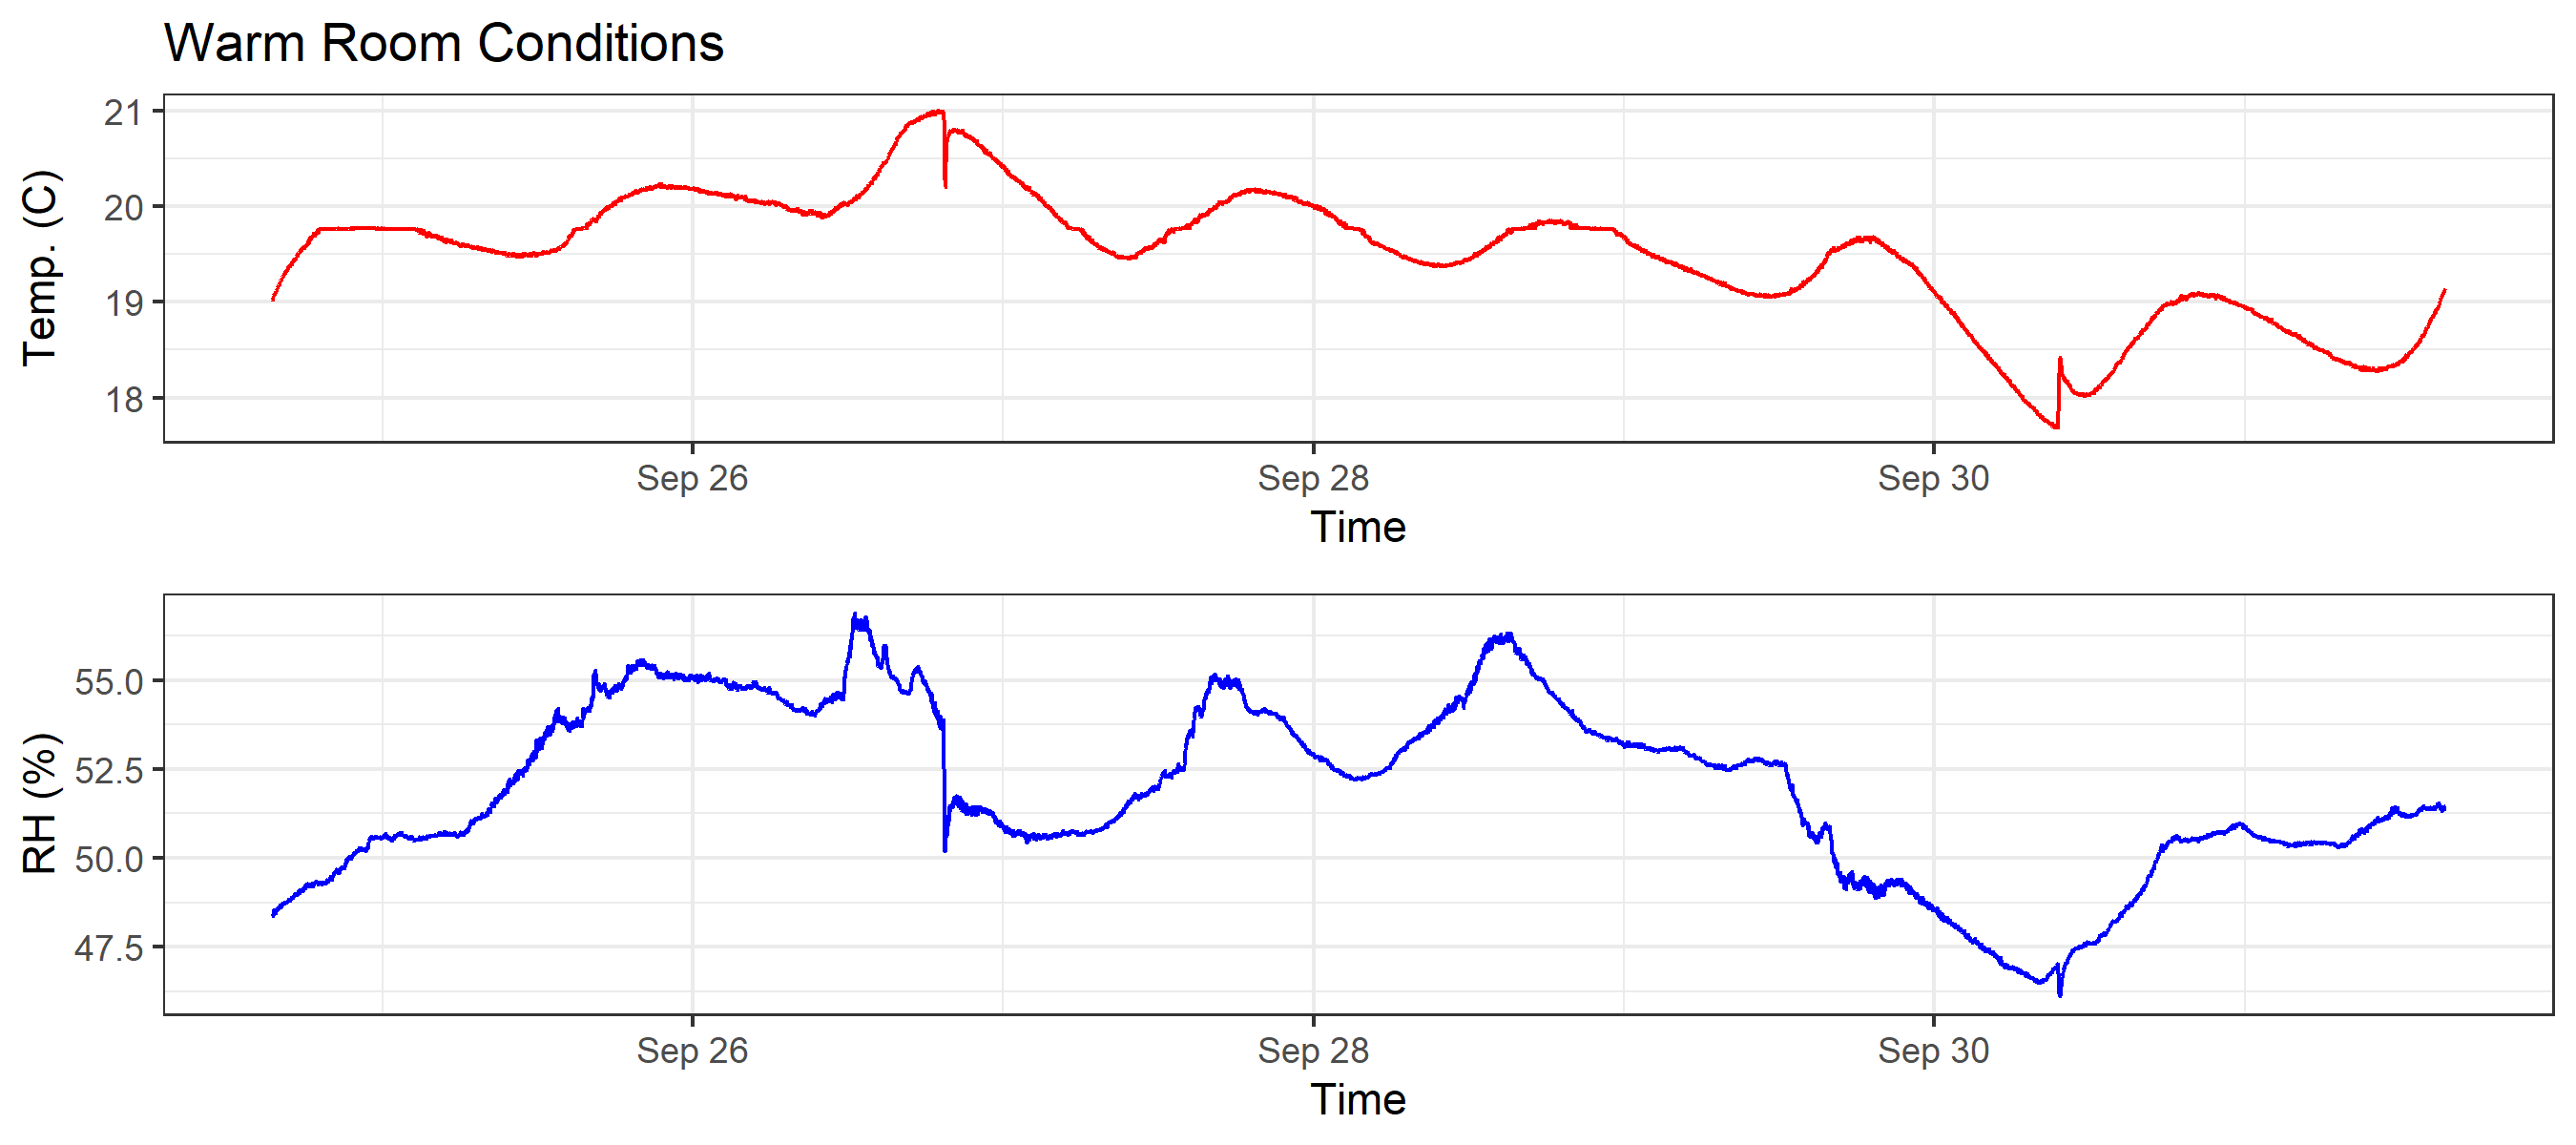 Warm Room Conditions
Temp. (C)
21
20
19
18
Sep 26 Sep 28 Sep 30
Time
RH (%)
55.0
52.5
50.0
47.5
Sep 26 Sep 28 Sep 30
Time